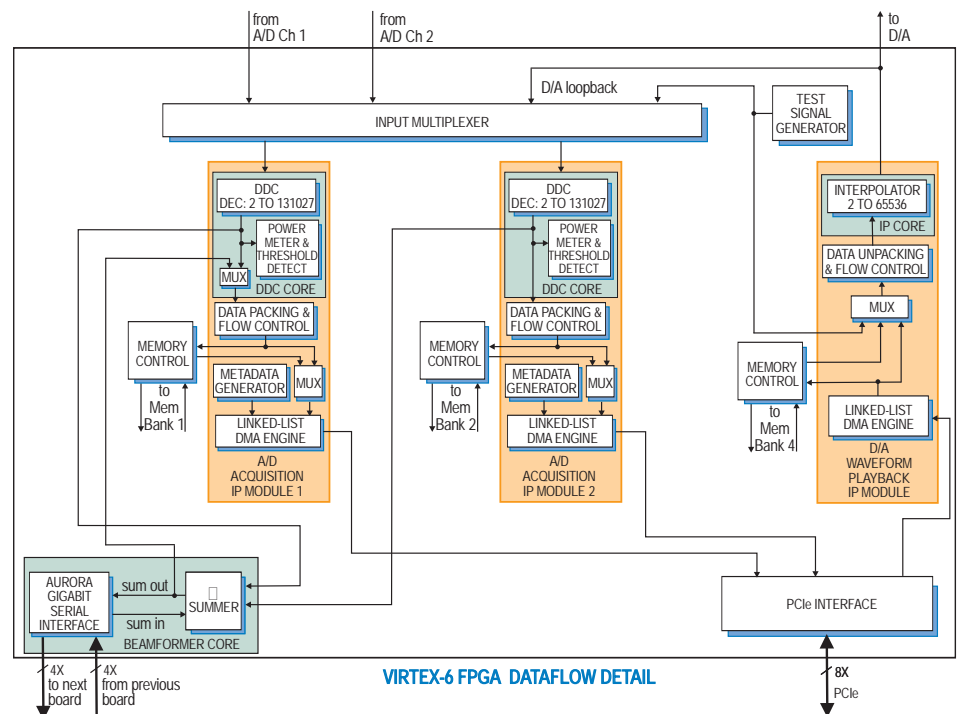 from
A/D Ch 1
from
A/D Ch 2
to
D/A
D/A loopback
TEST
SIGNAL
GENERATOR
INPUT MULTIPLEXER
DDC
DEC: 2 TO 131027
POWER
METER &
THRESHOLD
DETECT
MUX
DDC CORE
DATA PACKING &
FLOW CONTROL
MEMORY
CONTROL
METADATA
GENERATOR
MUX
to
Mem
Bank 1
LINKED-LIST
DMA ENGINE
A/D
ACQUISITION
IP MODULE 1
DDC
DEC: 2 TO 131027
POWER
METER &
THRESHOLD
DETECT
DDC CORE
DATA PACKING &
FLOW CONTROL
MEMORY
CONTROL
METADATA
GENERATOR
MUX
to
Mem
Bank 2
LINKED-LIST
DMA ENGINE
A/D
ACQUISITION
IP MODULE 2
INTERPOLATOR
2 TO 65536
IP CORE
DATA UNPACKING
& FLOW CONTROL
MUX
MEMORY
CONTROL
to
Mem
Bank 4
LINKED-LIST
DMA ENGINE
D/A
WAVEFORM
PLAYBACK
IP MODULE
AURORA
GIGABIT
SERIAL
INTERFACE
sum out
sum in
SUMMER
BEAMFORMER CORE
PCIe INTERFACE
4X
to next
board
4X
from previous
board
VIRTEX-6 FPGA DATAFLOW DETAIL
8X
PCIe